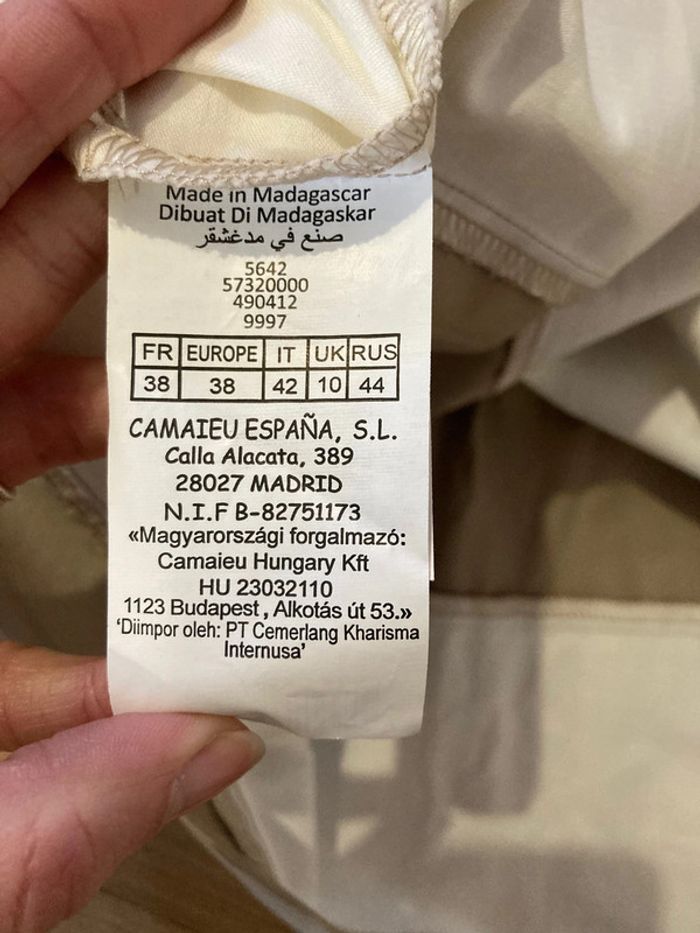 Made in Madagascar
Dibuat Di Madagaskar
صنع في مدغشقر
5642
57320000
490412
9997
FR EUROPE IT UK RUS
38 38 42 10 44
CAMAIEU ESPAÑA, S.L.
Calla Alacata, 389
28027 MADRID
N.I.F B-82751173
«Magyarországi forgalmazó:
Camaieu Hungary Kft
HU 23032110
1123 Budapest, Alkotás út 53.»
‘Diimpor oleh: PT Cemerlang Kharisma
Internusa’